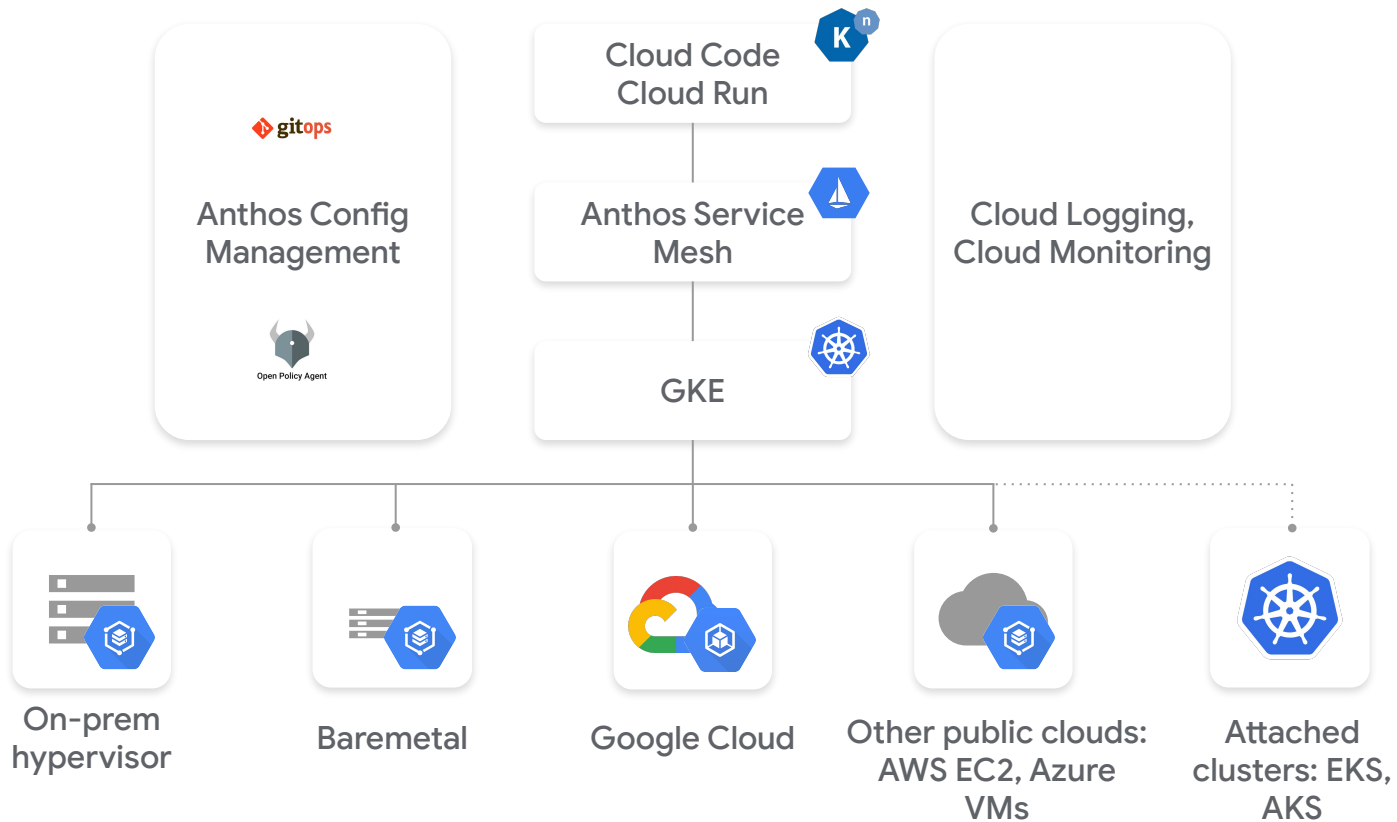 K
n
Cloud Code
Cloud Run
gitops
Anthos Config
Management
Open Policy Agent
Anthos Service
Mesh
Cloud Logging,
Cloud Monitoring
GKE
On-prem
hypervisor
Baremetal
Google Cloud
Other public clouds:
AWS EC2, Azure
VMs
Attached
clusters: EKS,
AKS